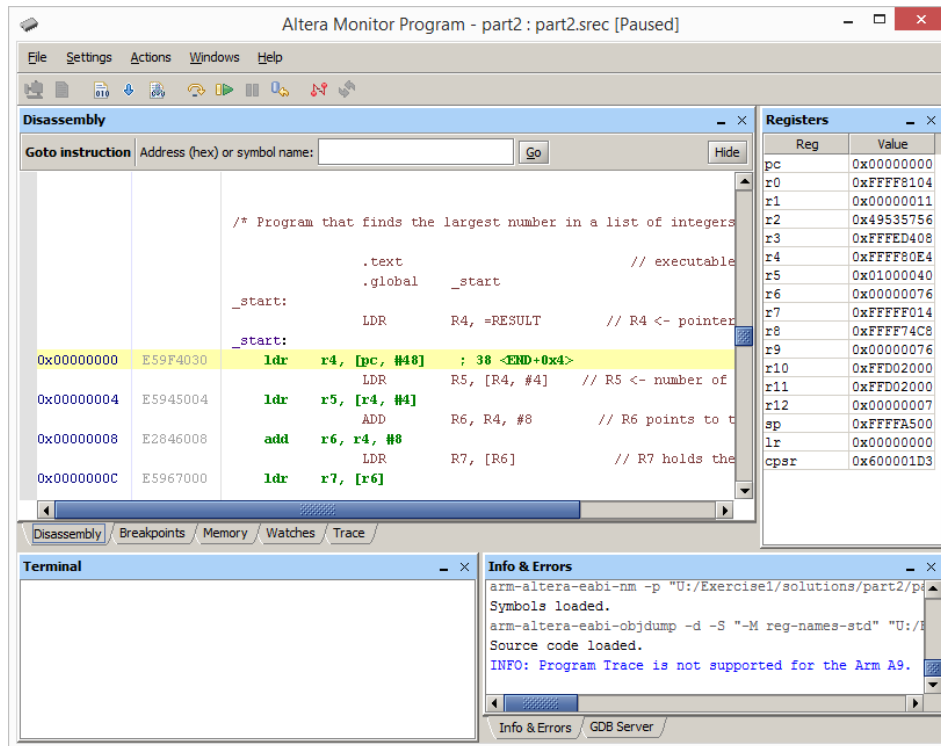 Altera Monitor Program - part2 : part2.srec [Paused]
File Settings Actions Windows Help
Disassembly
Goto instruction Address (hex) or symbol name: Go Hide
/* Program that finds the largest number in a list of integers
.text // executable
.global _start
_start:
LDR R4, =RESULT // R4 <- pointer
_start:
0x00000000 E59F4030 ldr r4, [pc, #48] ; 38 <END+0x4>
LDR R5, [R4, #4] // R5 <- number of
0x00000004 E5945004 ldr r5, [r4, #4]
ADD R6, R4, #8 // R6 points to t
0x00000008 E2846008 add r6, r4, #8
LDR R7, [R6] // R7 holds the
0x0000000C E5967000 ldr r7, [r6]
Disassembly Breakpoints Memory Watches Trace
Registers
Reg Value
pc 0x00000000
r0 0xFFFF8104
r1 0x00000011
r2 0x49535756
r3 0xFFFED408
r4 0xFFFF80E4
r5 0x01000040
r6 0x00000076
r7 0xFFFFF014
r8 0xFFFF74C8
r9 0x00000076
r10 0xFFD02000
r11 0xFFD02000
r12 0x00000007
sp 0xFFFFA500
lr 0x00000000
cpsr 0x600001D3
Terminal
Info & Errors
arm-altera-eabi-nm -p "U:/Exercise1/solutions/part2/pa
Symbols loaded.
arm-altera-eabi-objdump -d -S "-M reg-names-std" "U:/E
Source code loaded.
INFO: Program Trace is not supported for the Arm A9.
Info & Errors GDB Server